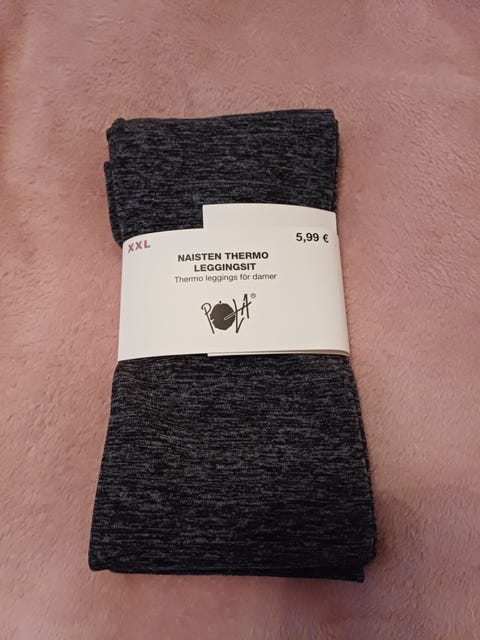 XXL
5,99 €
NAISTEN THERMO
LEGGINGSIT
Thermo leggings för damer
POLA®